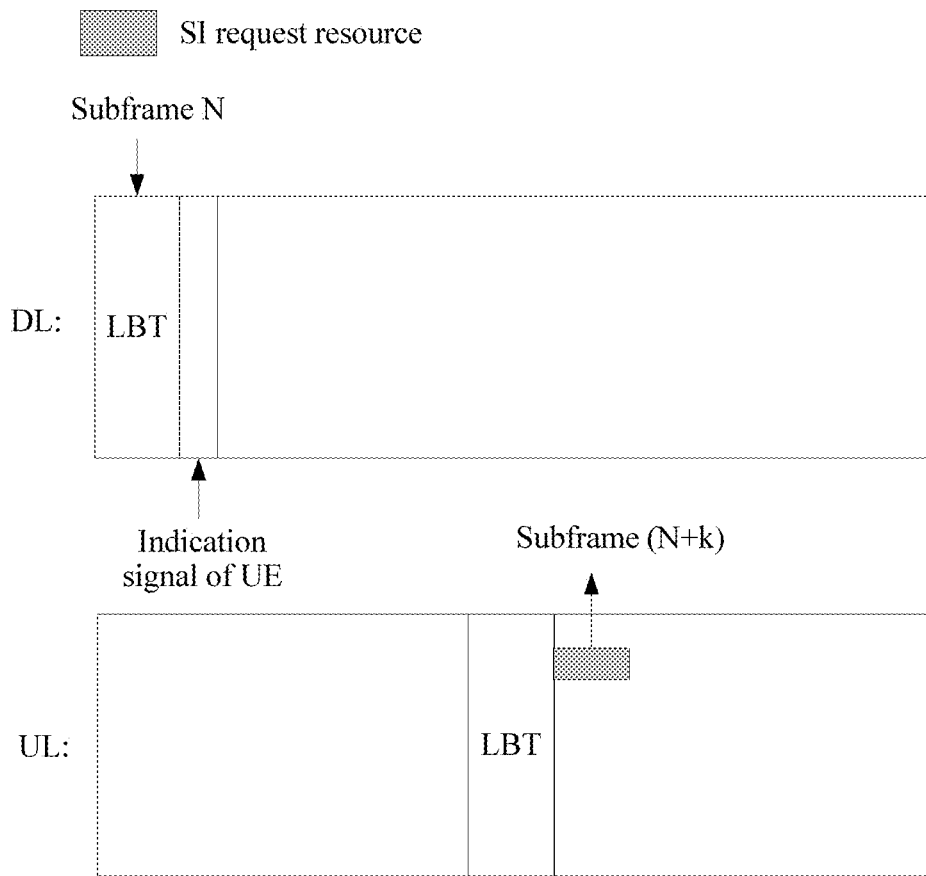 SI request resource
Subframe N
DL:
LBT
Indication
signal of UE
Subframe (N+k)
UL:
LBT